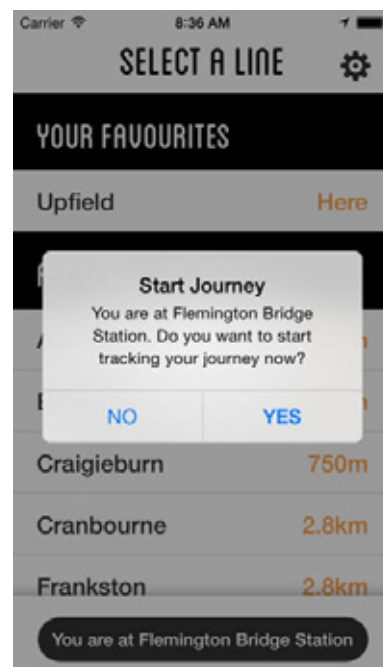 Carrier 8:36 AM
SELECT A LINE
YOUR FAVOURITES
Upfield Here
Start Journey
You are at Flemington Bridge
Station. Do you want to start
tracking your journey now?
NO YES
Craigieburn 750m
Cranbourne 2.8km
Frankston 2.8km
You are at Flemington Bridge Station